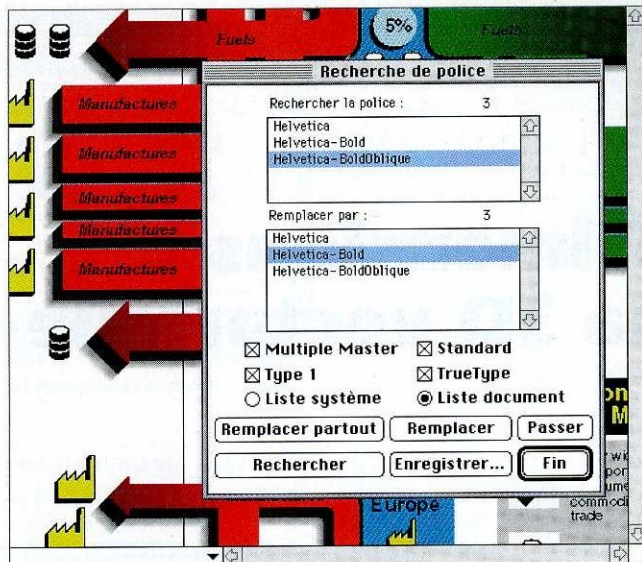 Fuels
5%
Fuels
Recherche de police
Manufactures
Manufactures
Manufactures
Manufactures
Manufactures
Rechercher la police : 3
Helvetica
Helvetica-Bold
Helvetica-BoldOblique
Remplacer par : 3
Helvetica
Helvetica-Bold
Helvetica-BoldOblique
Multiple Master
Standard
Type 1
TrueType
Liste système
Liste document
Remplacer partout
Remplacer
Passer
Rechercher
Enregistrer...
Fin
Europe
on
M
trade